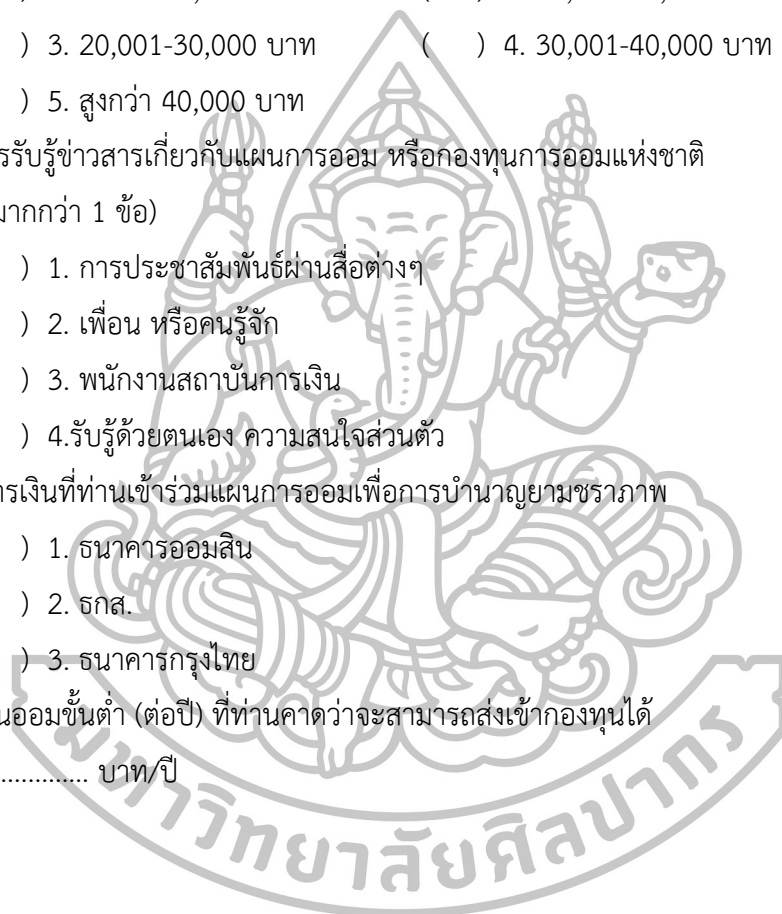 ) 3. 20,001-30,000 บาท ( ) 4. 30,001-40,000 บาท
) 5. สูงกว่า 40,000 บาท
รรับรู้ข่าวสารเกี่ยวกับแผนการออม หรือกองทุนการออมแห่งชาติ
มากกว่า 1 ข้อ)
) 1. การประชาสัมพันธ์ผ่านสื่อต่างๆ
) 2. เพื่อน หรือคนรู้จัก
) 3. พนักงานสถาบันการเงิน
) 4.รับรู้ด้วยตนเอง ความสนใจส่วนตัว
ารเงินที่ท่านเข้าร่วมแผนการออมเพื่อการบำนาญยามชราภาพ
) 1. ธนาคารออมสิน
) 2. ธกส.
) 3. ธนาคารกรุงไทย
นออมขั้นต่ำ (ต่อปี) ที่ท่านคาดว่าจะสามารถส่งเข้ากองทุนได้
............. บาท/ปี
มหาวิทยาลัยศิลปากร